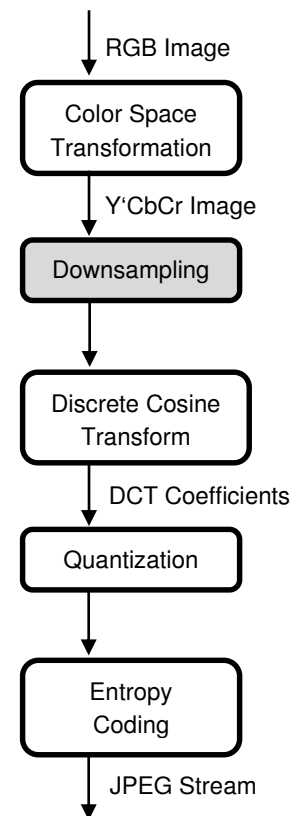 RGB Image
Color Space
Transformation
Y‘CbCr Image
Downsampling
Discrete Cosine
Transform
DCT Coefficients
Quantization
Entropy
Coding
JPEG Stream